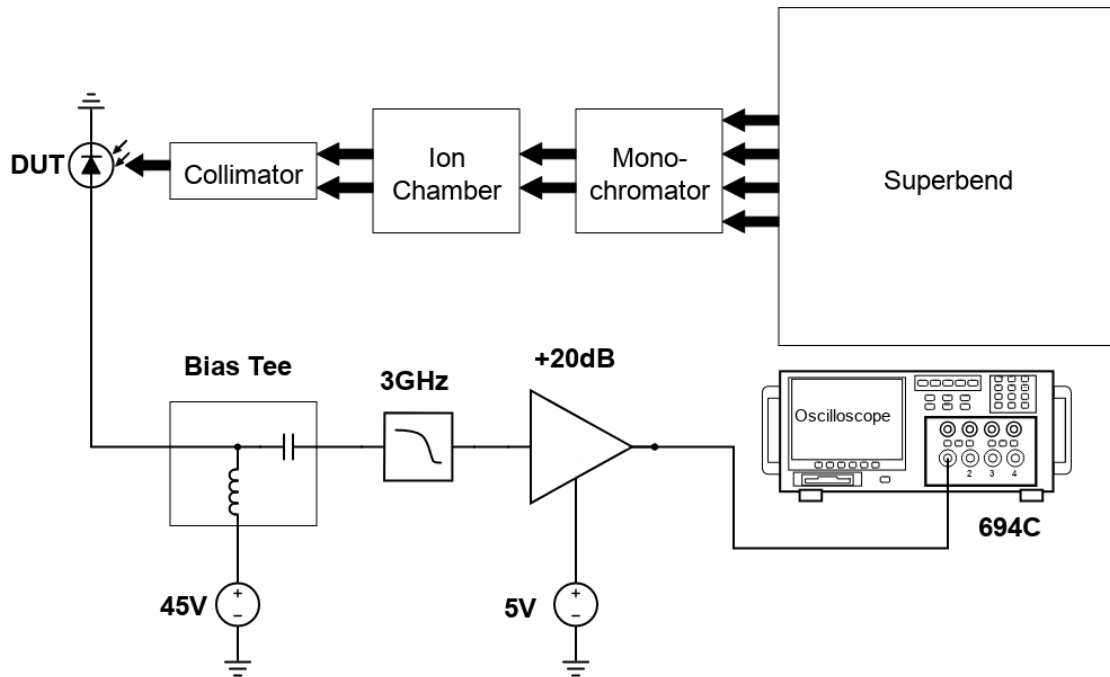 DUT
Collimator
Ion
Chamber
Mono-
chromator
Superbend
Bias Tee
3GHz
+20dB
Oscilloscope
2 3 4
694C
45V
+
−
5V
+
−